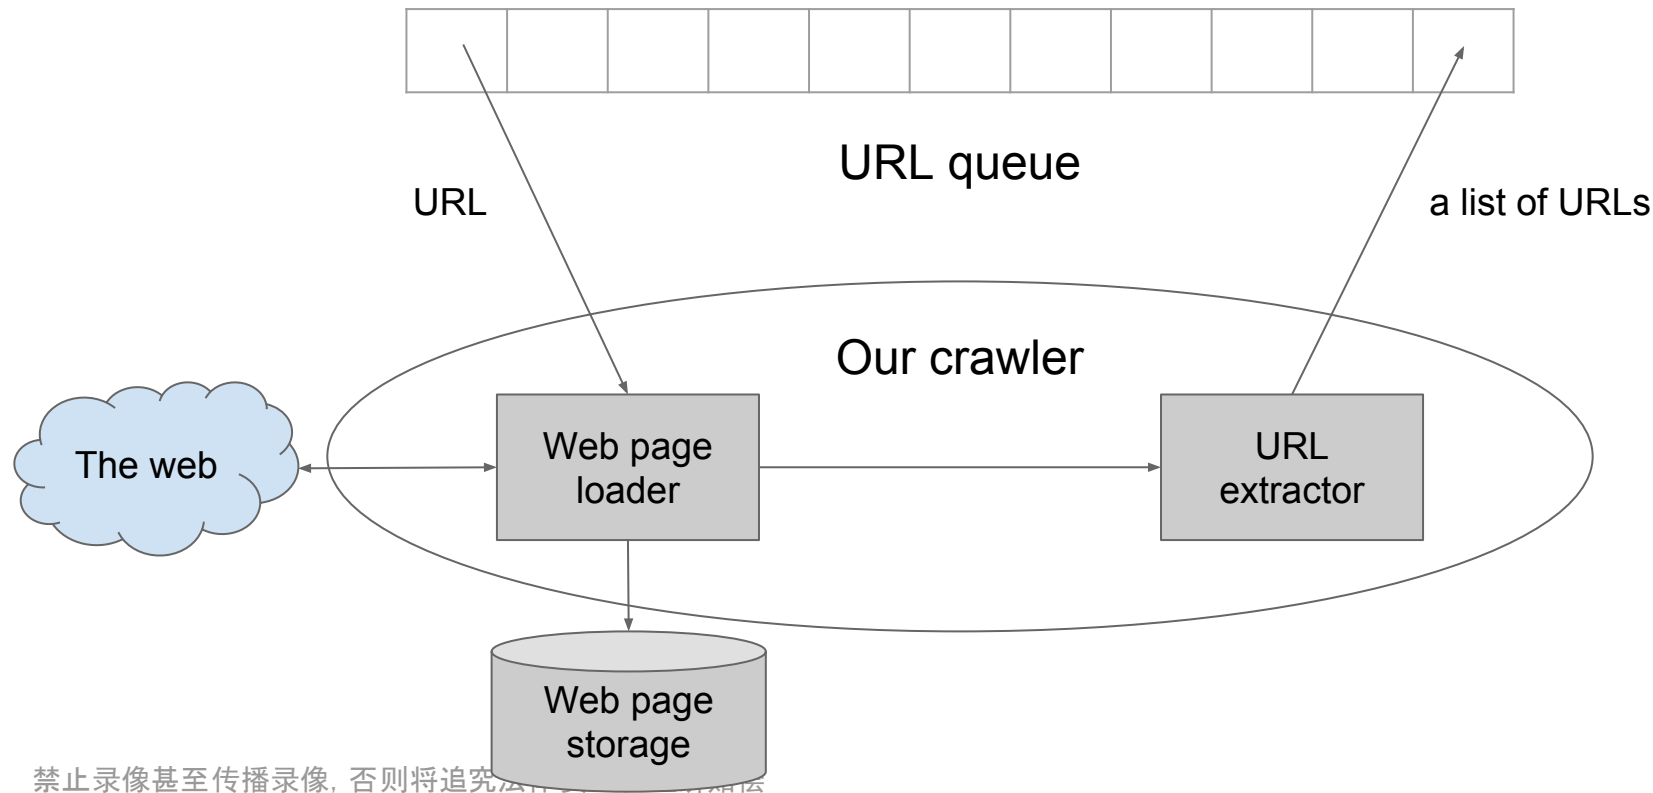 URL queue
URL
a list of URLs
Our crawler
The web
Web page
loader
URL
extractor
Web page
storage
禁止录像甚至传播录像, 否则将追究法